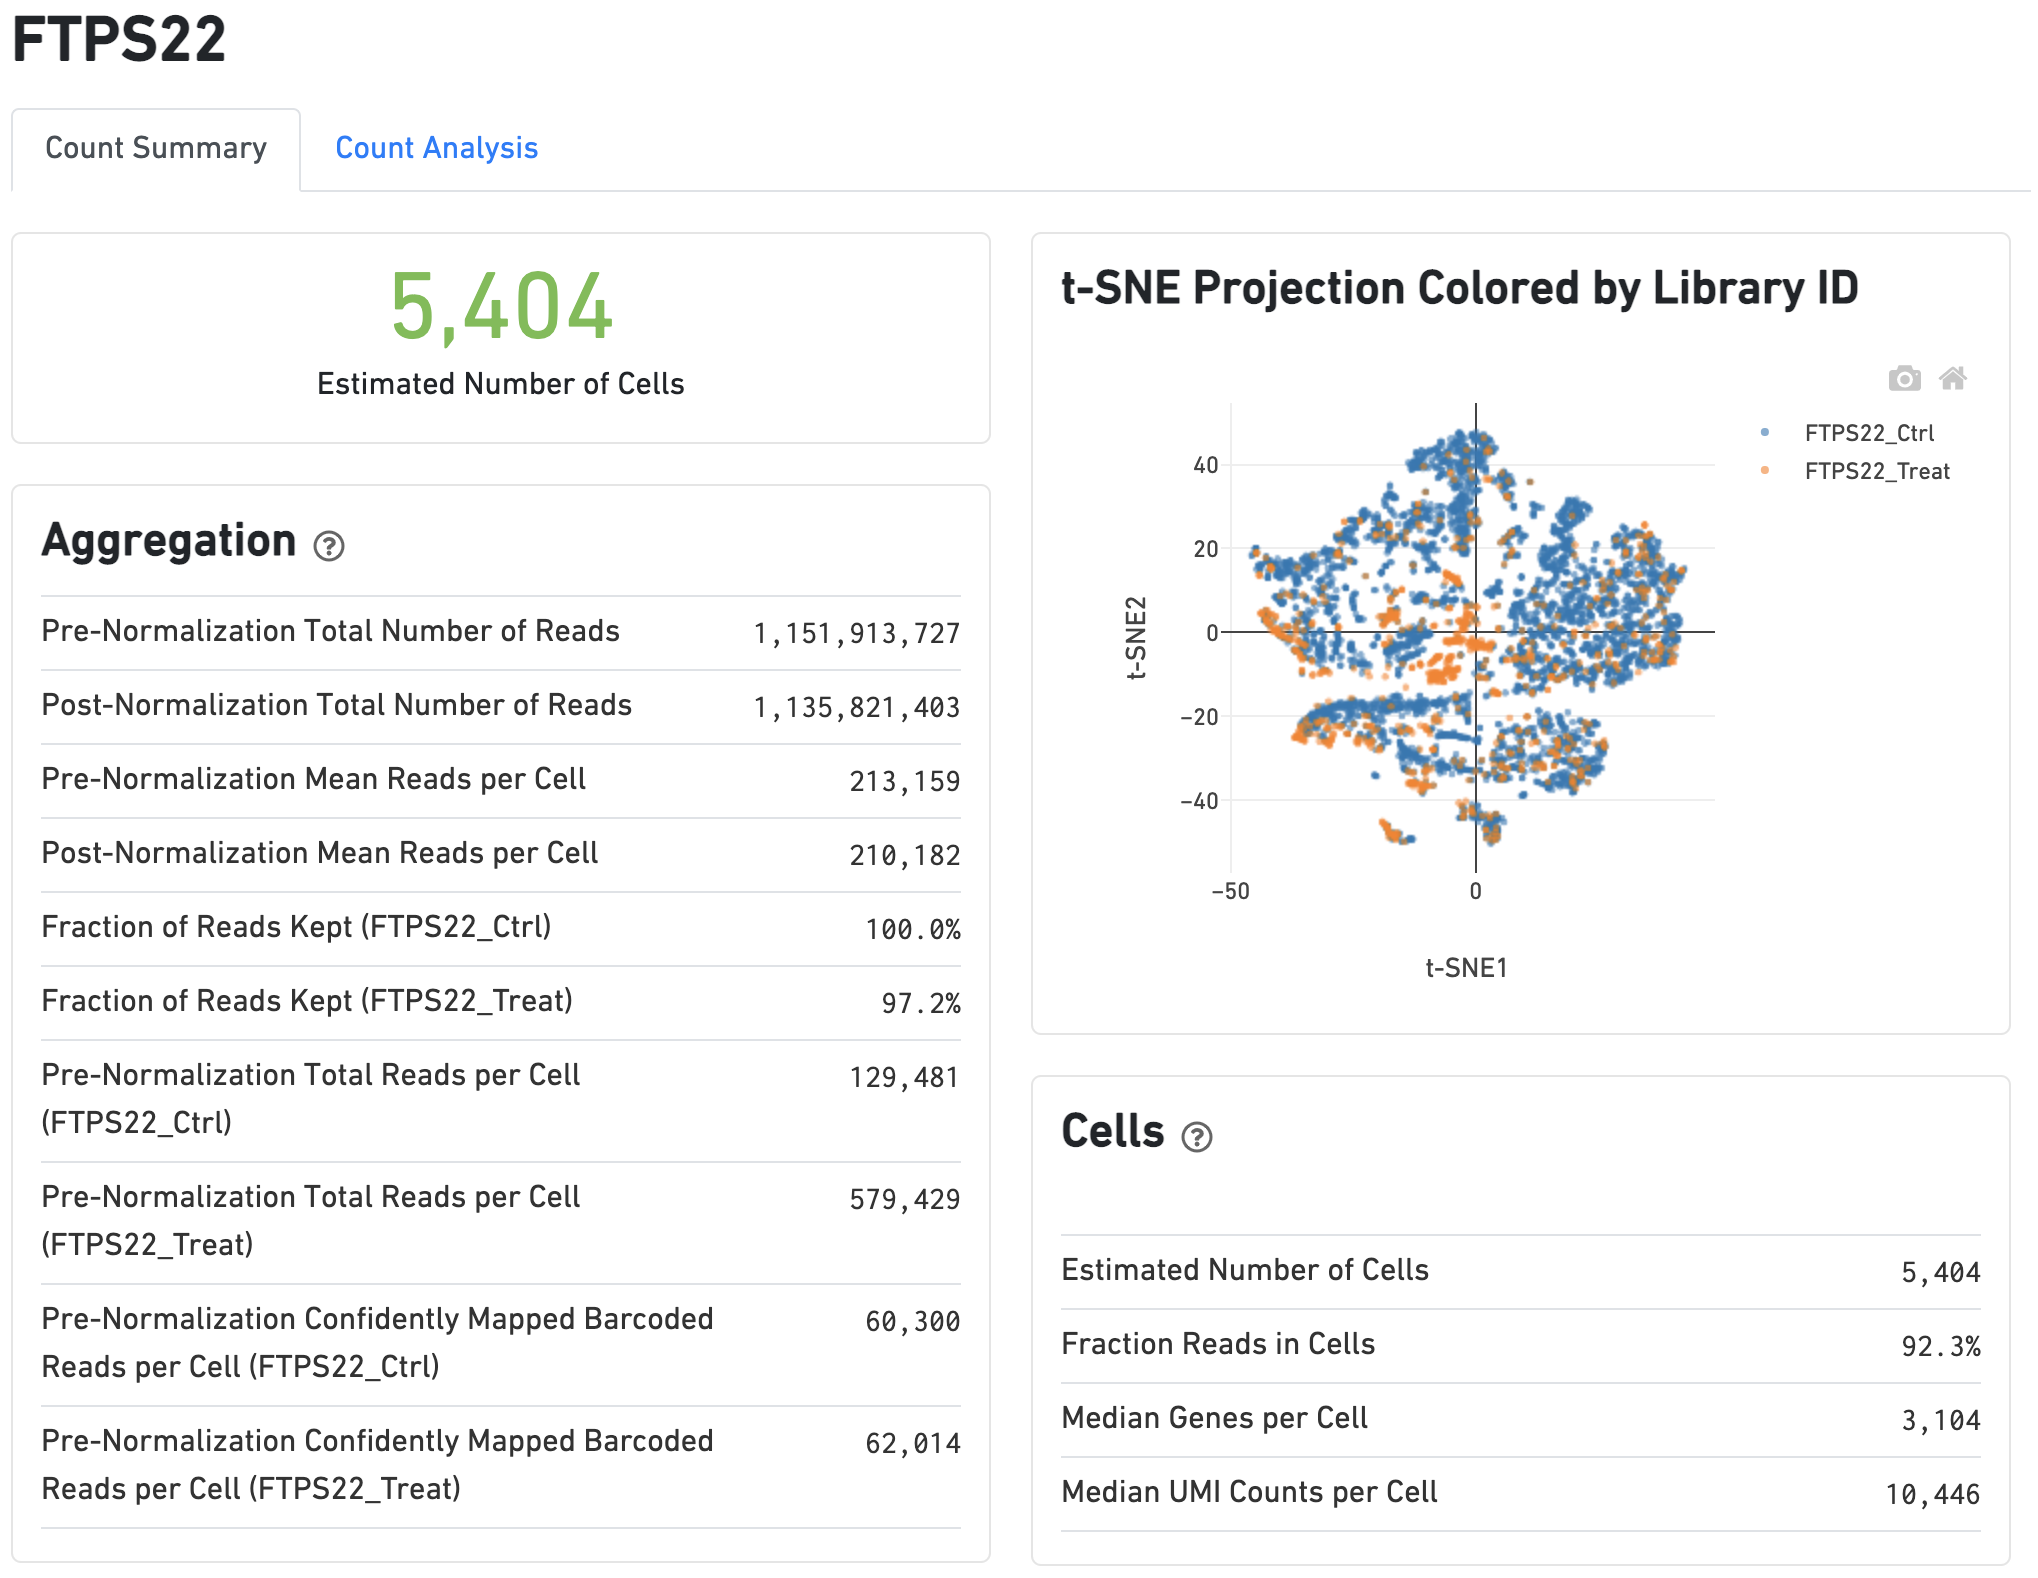 FTPS22
Count Summary
Count Analysis
5,404
Estimated Number of Cells
Aggregation
?
Pre-Normalization Total Number of Reads 1,151,913,727
Post-Normalization Total Number of Reads 1,135,821,403
Pre-Normalization Mean Reads per Cell 213,159
Post-Normalization Mean Reads per Cell 210,182
Fraction of Reads Kept (FTPS22_Ctrl) 100.0%
Fraction of Reads Kept (FTPS22_Treat) 97.2%
Pre-Normalization Total Reads per Cell 129,481
(FTPS22_Ctrl)
Pre-Normalization Total Reads per Cell 579,429
(FTPS22_Treat)
Pre-Normalization Confidently Mapped Barcoded 60,300
Reads per Cell (FTPS22_Ctrl)
Pre-Normalization Confidently Mapped Barcoded 62,014
Reads per Cell (FTPS22_Treat)
t-SNE Projection Colored by Library ID
FTPS22_Ctrl
FTPS22_Treat
40
20
0
−20
−40
t-SNE2
−50
0
t-SNE1
Cells
?
Estimated Number of Cells 5,404
Fraction Reads in Cells 92.3%
Median Genes per Cell 3,104
Median UMI Counts per Cell 10,446